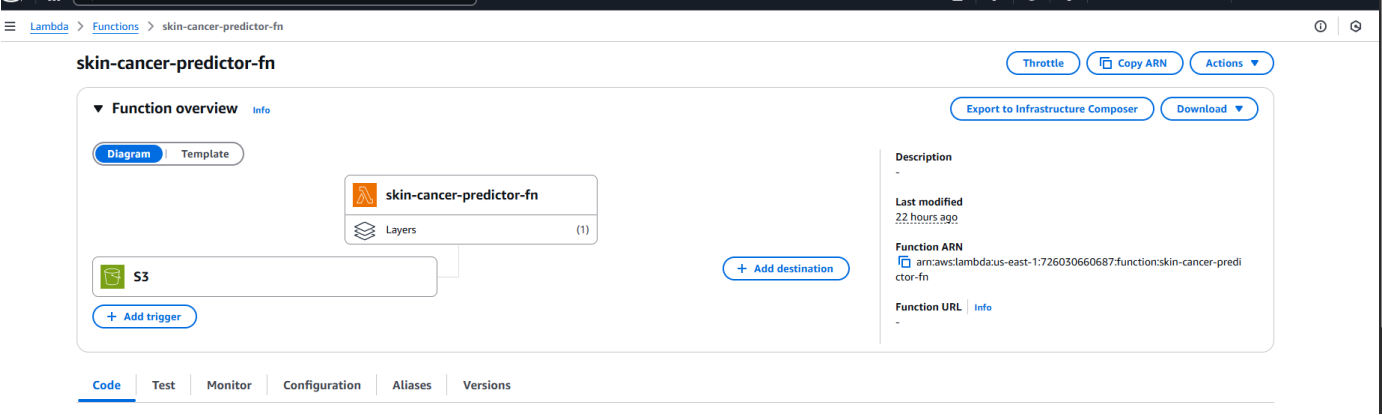 Lambda > Functions > skin-cancer-predictor-fn
skin-cancer-predictor-fn
Throttle Copy ARN Actions
Function overview Info
Export to Infrastructure Composer Download
Diagram Template
skin-cancer-predictor-fn
Layers (1)
S3
+ Add trigger
+ Add destination
Description
-
Last modified
22 hours ago
Function ARN
arn:aws:lambda:us-east-1:726030660687:function:skin-cancer-predi
ctor-fn
Function URL Info
-
Code Test Monitor Configuration Aliases Versions